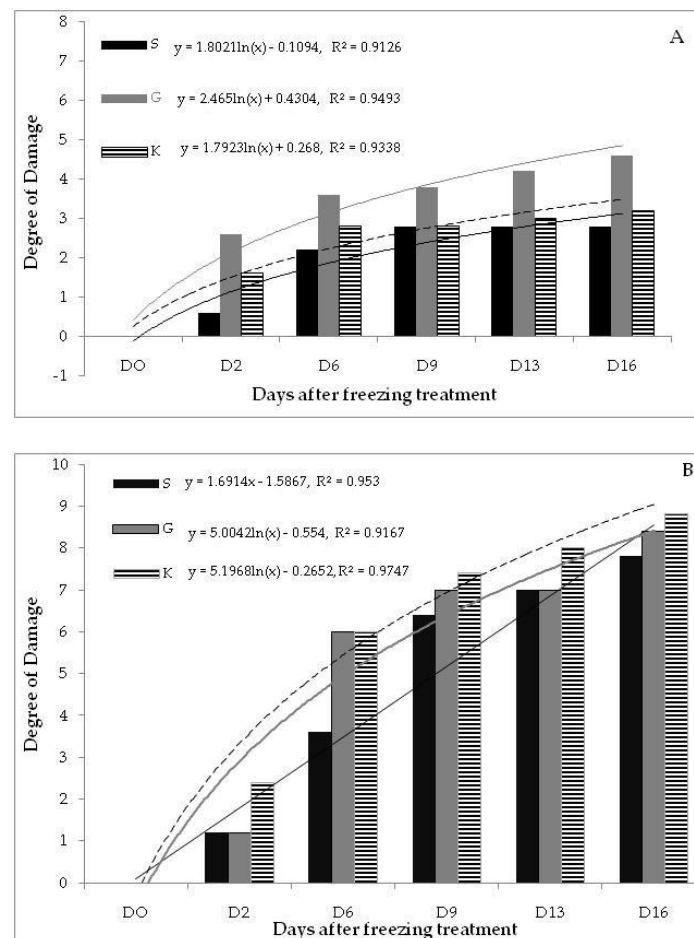 8
A
S y = 1.8021ln(x) - 0.1094, R² = 0.9126
7
6
G y = 2.465ln(x) + 0.4304, R² = 0.9493
5
K y = 1.7923ln(x) + 0.268, R² = 0.9338
4
3
2
1
0
-1
Degree of Damage
DO D2 D6 D9 D13 D16
Days after freezing treatment
10
B
S y = 1.6914x - 1.5867, R² = 0.953
9
G y = 5.0042ln(x) - 0.554, R² = 0.9167
8
K y = 5.1968ln(x) - 0.2652, R² = 0.9747
7
6
5
4
3
2
1
0
Degree of Damage
DO D2 D6 D9 D13 D16
Days after freezing treatment